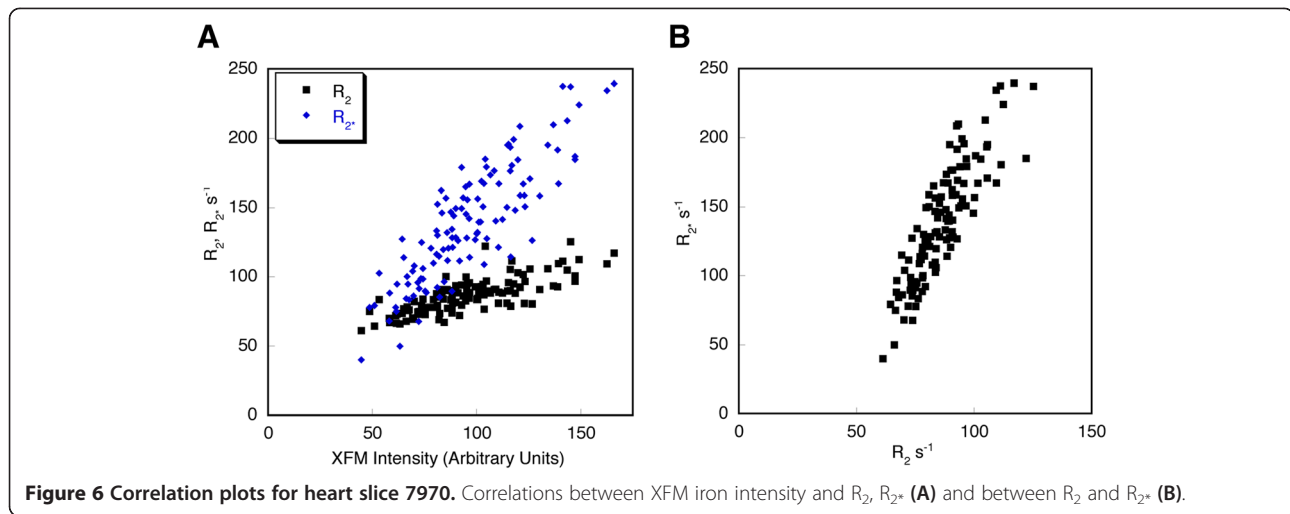 A
250
200
150
100
50
0
R₂, R₂* s⁻¹
R₂
R₂*
0 50 100 150
XFM Intensity (Arbitrary Units)
B
250
200
150
100
50
0
R₂* s⁻¹
0 50 100 150
R₂ s⁻¹
Figure 6 Correlation plots for heart slice 7970. Correlations between XFM iron intensity and R₂, R₂* (A) and between R₂ and R₂* (B).